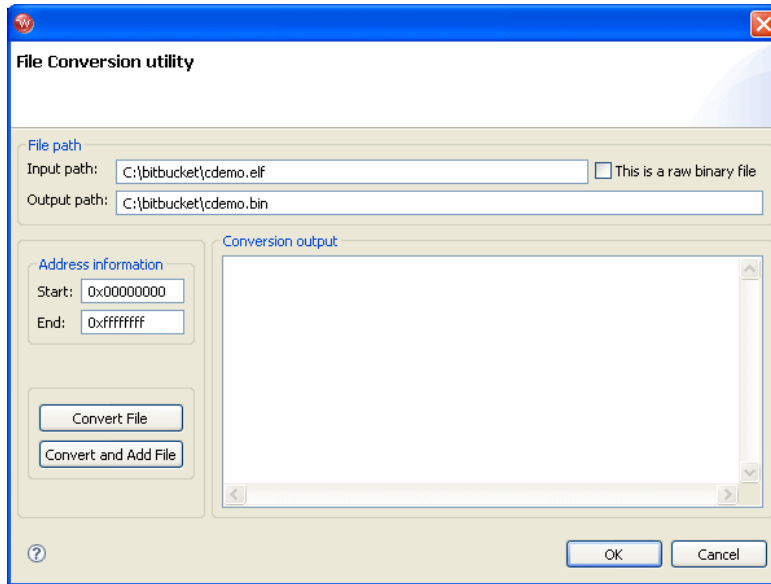 File Conversion utility
File path
Input path: C:\bitbucket\cdemo.elf This is a raw binary file
Output path: C:\bitbucket\cdemo.bin
Conversion output
Address information
Start: 0x00000000
End: 0xffffffff
Convert File
Convert and Add File
OK Cancel